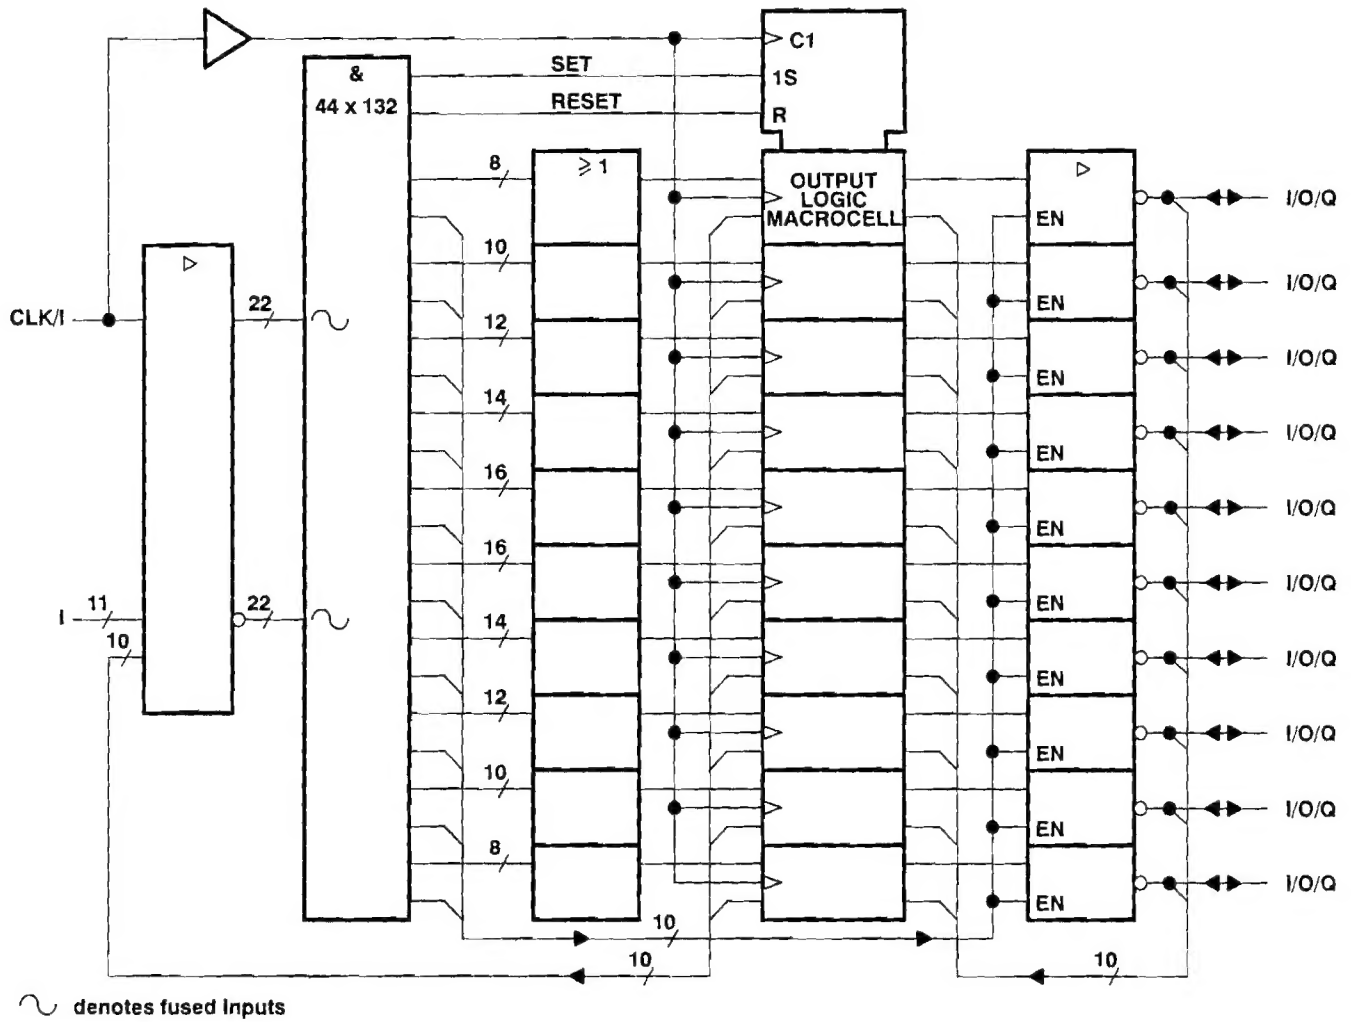 &
44 x 132
SET
RESET
C1
1S
R
8
≥ 1
OUTPUT
LOGIC
MACROCELL
▷
EN
I/O/Q
10
EN
I/O/Q
▷
CLK/I
22
12
EN
I/O/Q
14
EN
I/O/Q
16
EN
I/O/Q
16
EN
I/O/Q
I
11
10
22
14
EN
I/O/Q
12
EN
I/O/Q
10
EN
I/O/Q
8
EN
I/O/Q
10
10
10
denotes fused inputs